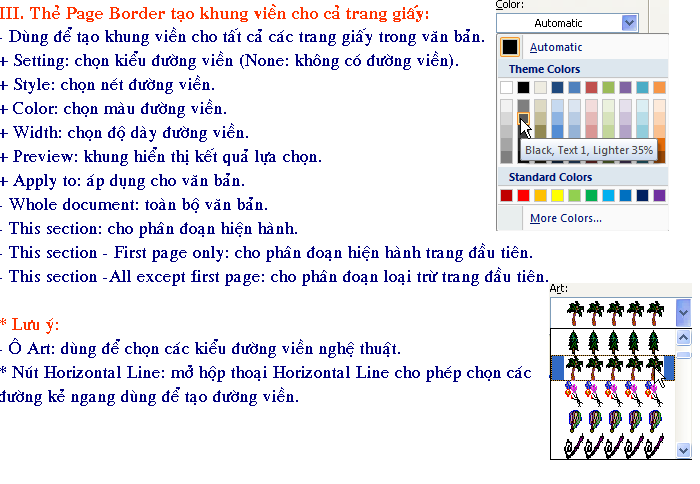 III. Thẻ Page Border tạo khung viền cho cả trang giấy:
- Dùng để tạo khung viền cho tất cả các trang giấy trong văn bản.
+ Setting: chọn kiểu đường viền (None: không có đường viền).
+ Style: chọn nét đường viền.
+ Color: chọn màu đường viền.
+ Width: chọn độ dày đường viền.
+ Preview: khung hiển thị kết quả lựa chọn.
+ Apply to: áp dụng cho văn bản.
- Whole document: toàn bộ văn bản.
- This section: cho phân đoạn hiện hành.
- This section - First page only: cho phân đoạn hiện hành trang đầu tiên.
- This section -All except first page: cho phân đoạn loại trừ trang đầu tiên.
* Lưu ý:
- Ô Art: dùng để chọn các kiểu đường viền nghệ thuật.
* Nút Horizontal Line: mở hộp thoại Horizontal Line cho phép chọn các
đường kẻ ngang dùng để tạo đường viền.
Color:
Automatic
Automatic
Theme Colors
Black, Text 1, Lighter 35%
Standard Colors
More Colors...
Art: